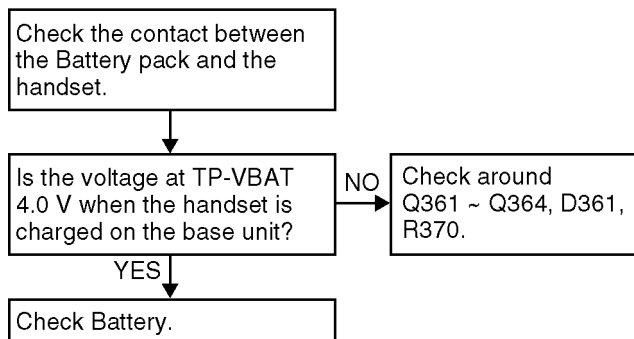 Check the contact between
the Battery pack and the
handset.
Is the voltage at TP-VBAT
4.0 V when the handset is
charged on the base unit?
NO
Check around
Q361 ~ Q364, D361,
R370.
YES
Check Battery.